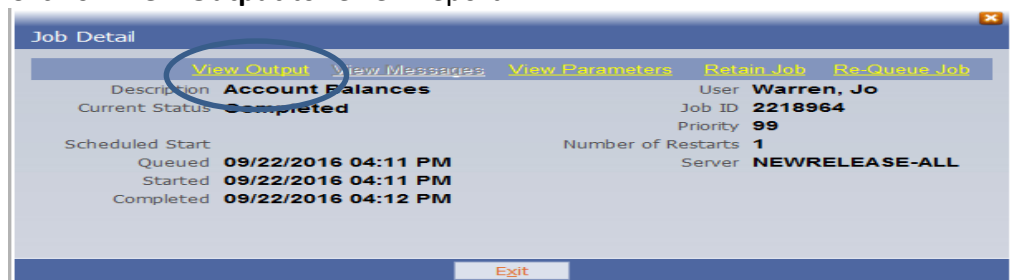 Job Detail
View Output View Messages View Parameters Retain Job Re-Queue Job
Description Account Balances User Warren, Jo
Current Status Completed Job ID 2218964
Priority 99
Scheduled Start Number of Restarts 1
Queued 09/22/2016 04:11 PM Server NEWRELEASE-ALL
Started 09/22/2016 04:11 PM
Completed 09/22/2016 04:12 PM
Exit